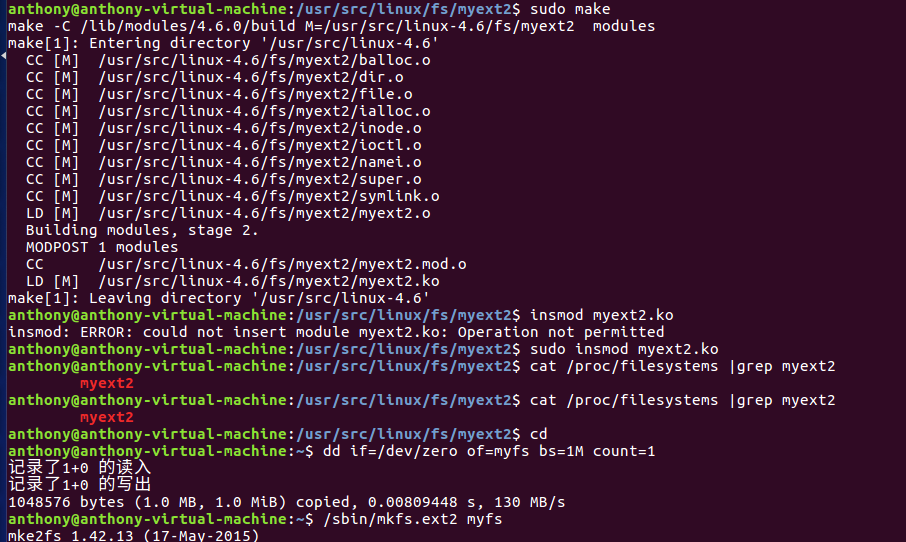 anthony@anthony-virtual-machine:/usr/src/linux/fs/myext2$ sudo make
make -C /lib/modules/4.6.0/build M=/usr/src/linux-4.6/fs/myext2  modules
make[1]: Entering directory '/usr/src/linux-4.6'
  CC [M]  /usr/src/linux-4.6/fs/myext2/balloc.o
  CC [M]  /usr/src/linux-4.6/fs/myext2/dir.o
  CC [M]  /usr/src/linux-4.6/fs/myext2/file.o
  CC [M]  /usr/src/linux-4.6/fs/myext2/ialloc.o
  CC [M]  /usr/src/linux-4.6/fs/myext2/inode.o
  CC [M]  /usr/src/linux-4.6/fs/myext2/ioctl.o
  CC [M]  /usr/src/linux-4.6/fs/myext2/namei.o
  CC [M]  /usr/src/linux-4.6/fs/myext2/super.o
  CC [M]  /usr/src/linux-4.6/fs/myext2/symlink.o
  LD [M]  /usr/src/linux-4.6/fs/myext2/myext2.o
  Building modules, stage 2.
  MODPOST 1 modules
  CC      /usr/src/linux-4.6/fs/myext2/myext2.mod.o
  LD [M]  /usr/src/linux-4.6/fs/myext2/myext2.ko
make[1]: Leaving directory '/usr/src/linux-4.6'
anthony@anthony-virtual-machine:/usr/src/linux/fs/myext2$ insmod myext2.ko
insmod: ERROR: could not insert module myext2.ko: Operation not permitted
anthony@anthony-virtual-machine:/usr/src/linux/fs/myext2$ sudo insmod myext2.ko
anthony@anthony-virtual-machine:/usr/src/linux/fs/myext2$ cat /proc/filesystems |grep myext2
        myext2
anthony@anthony-virtual-machine:/usr/src/linux/fs/myext2$ cat /proc/filesystems |grep myext2
        myext2
anthony@anthony-virtual-machine:/usr/src/linux/fs/myext2$ cd
anthony@anthony-virtual-machine:~$ dd if=/dev/zero of=myfs bs=1M count=1
记录了1+0 的读入
记录了1+0 的写出
1048576 bytes (1.0 MB, 1.0 MiB) copied, 0.00809448 s, 130 MB/s
anthony@anthony-virtual-machine:~$ /sbin/mkfs.ext2 myfs
mke2fs 1.42.13 (17-May-2015)